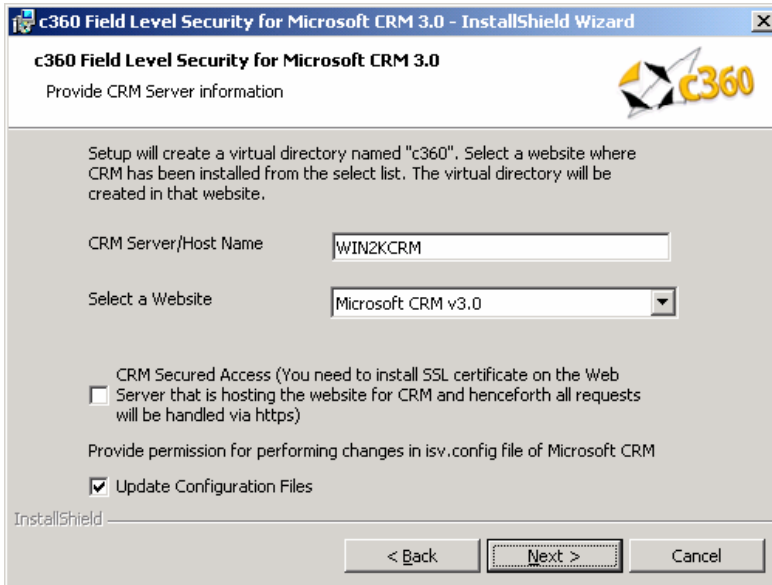 c360 Field Level Security for Microsoft CRM 3.0 - InstallShield Wizard
c360 Field Level Security for Microsoft CRM 3.0
Provide CRM Server information
c360
Setup will create a virtual directory named "c360". Select a website where
CRM has been installed from the select list. The virtual directory will be
created in that website.
CRM Server/Host Name
WIN2KCRM
Select a Website
Microsoft CRM v3.0
CRM Secured Access (You need to install SSL certificate on the Web
Server that is hosting the website for CRM and henceforth all requests
will be handled via https)
Provide permission for performing changes in isv.config file of Microsoft CRM
Update Configuration Files
InstallShield
< Back
Next >
Cancel